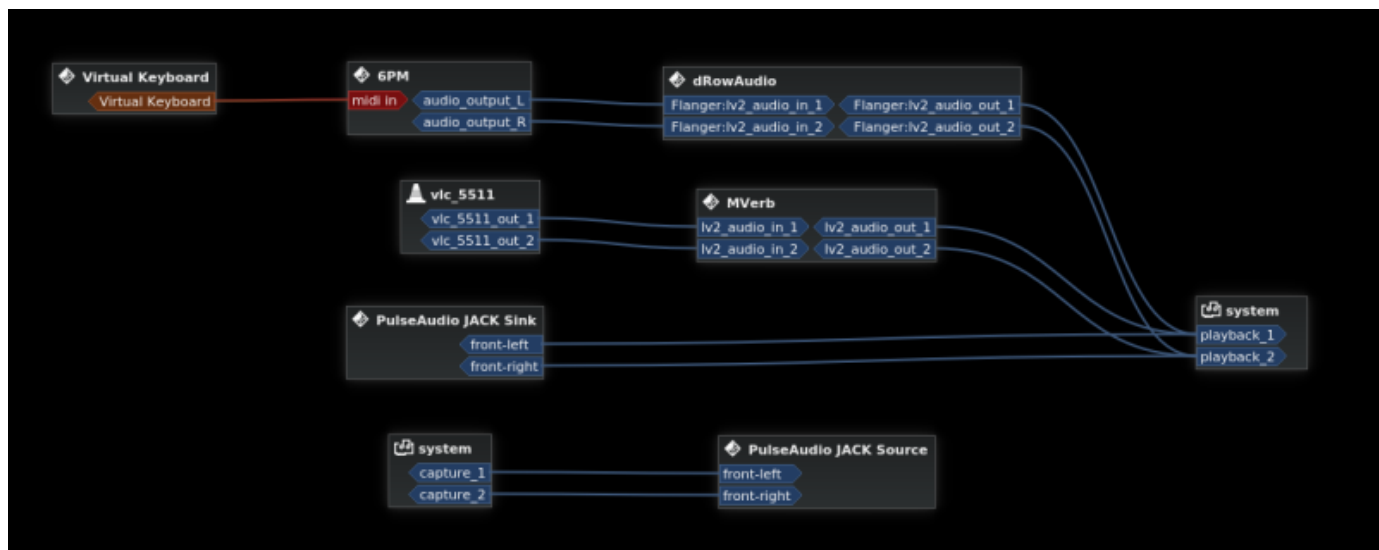 Virtual Keyboard
Virtual Keyboard
6PM
midi in
audio_output_L
audio_output_R
dRowAudio
Flanger:lv2_audio_in_1
Flanger:lv2_audio_out_1
Flanger:lv2_audio_in_2
Flanger:lv2_audio_out_2
vlc_5511
vlc_5511_out_1
vlc_5511_out_2
MVerb
lv2_audio_in_1
lv2_audio_out_1
lv2_audio_in_2
lv2_audio_out_2
PulseAudio JACK Sink
front-left
front-right
system
playback_1
playback_2
system
capture_1
capture_2
PulseAudio JACK Source
front-left
front-right